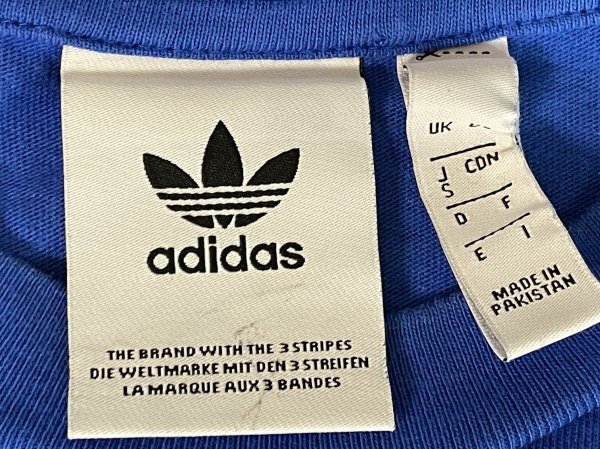 adidas
THE BRAND WITH THE 3 STRIPES
DIE WELTMARKE MIT DEN 3 STREIFEN
LA MARQUE AUX 3 BANDES
UK
J CDN
S
D F
E I
MADE IN
PAKISTAN